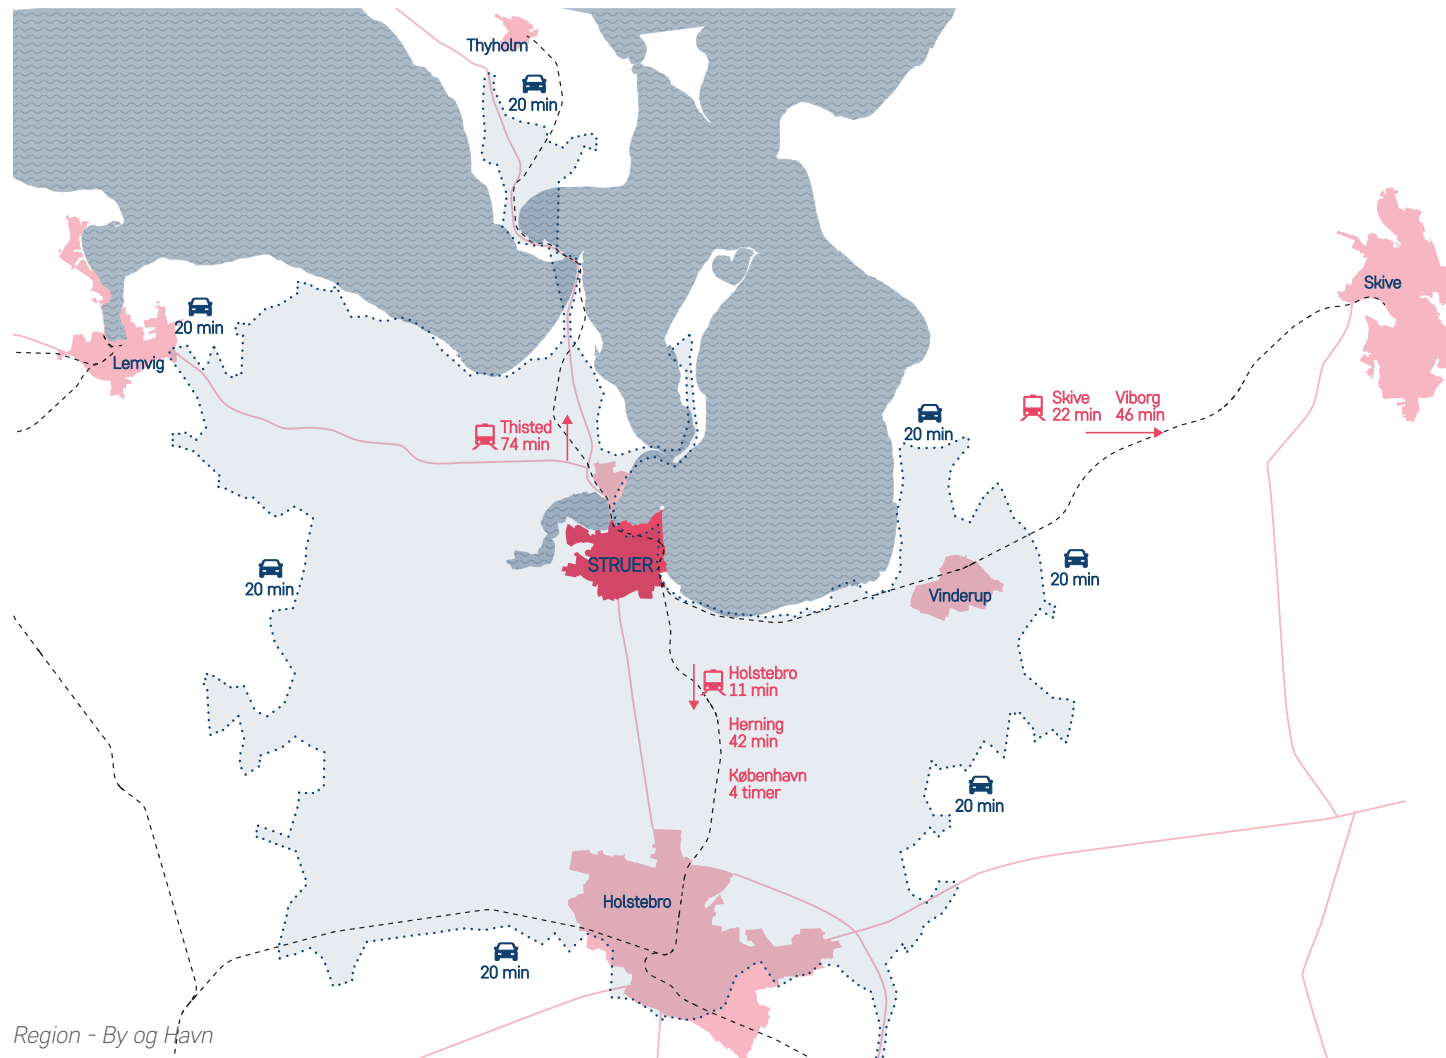 Thyholm
20 min
20 min
Lemvig
Skive
Thisted
74 min
20 min
Skive
22 min
Viborg
46 min
20 min
STRUER
20 min
Vinderup
Holstebro
11 min
Herning
42 min
København
4 timer
20 min
Holstebro
20 min
Region - By og Havn